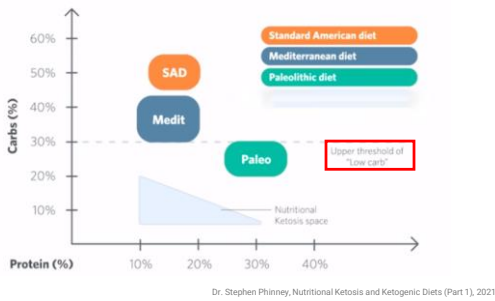 60%
Standard American diet
Mediterranean diet
50%
SAD
Paleolithic diet
40%
Medit
Carbs (%)
30%
Upper threshold of
"Low carb"
Paleo
20%
10%
Nutritional
Ketosis space
Protein (%)
10%
20%
30%
40%
Dr. Stephen Phinney, Nutritional Ketosis and Ketogenic Diets (Part 1), 2021